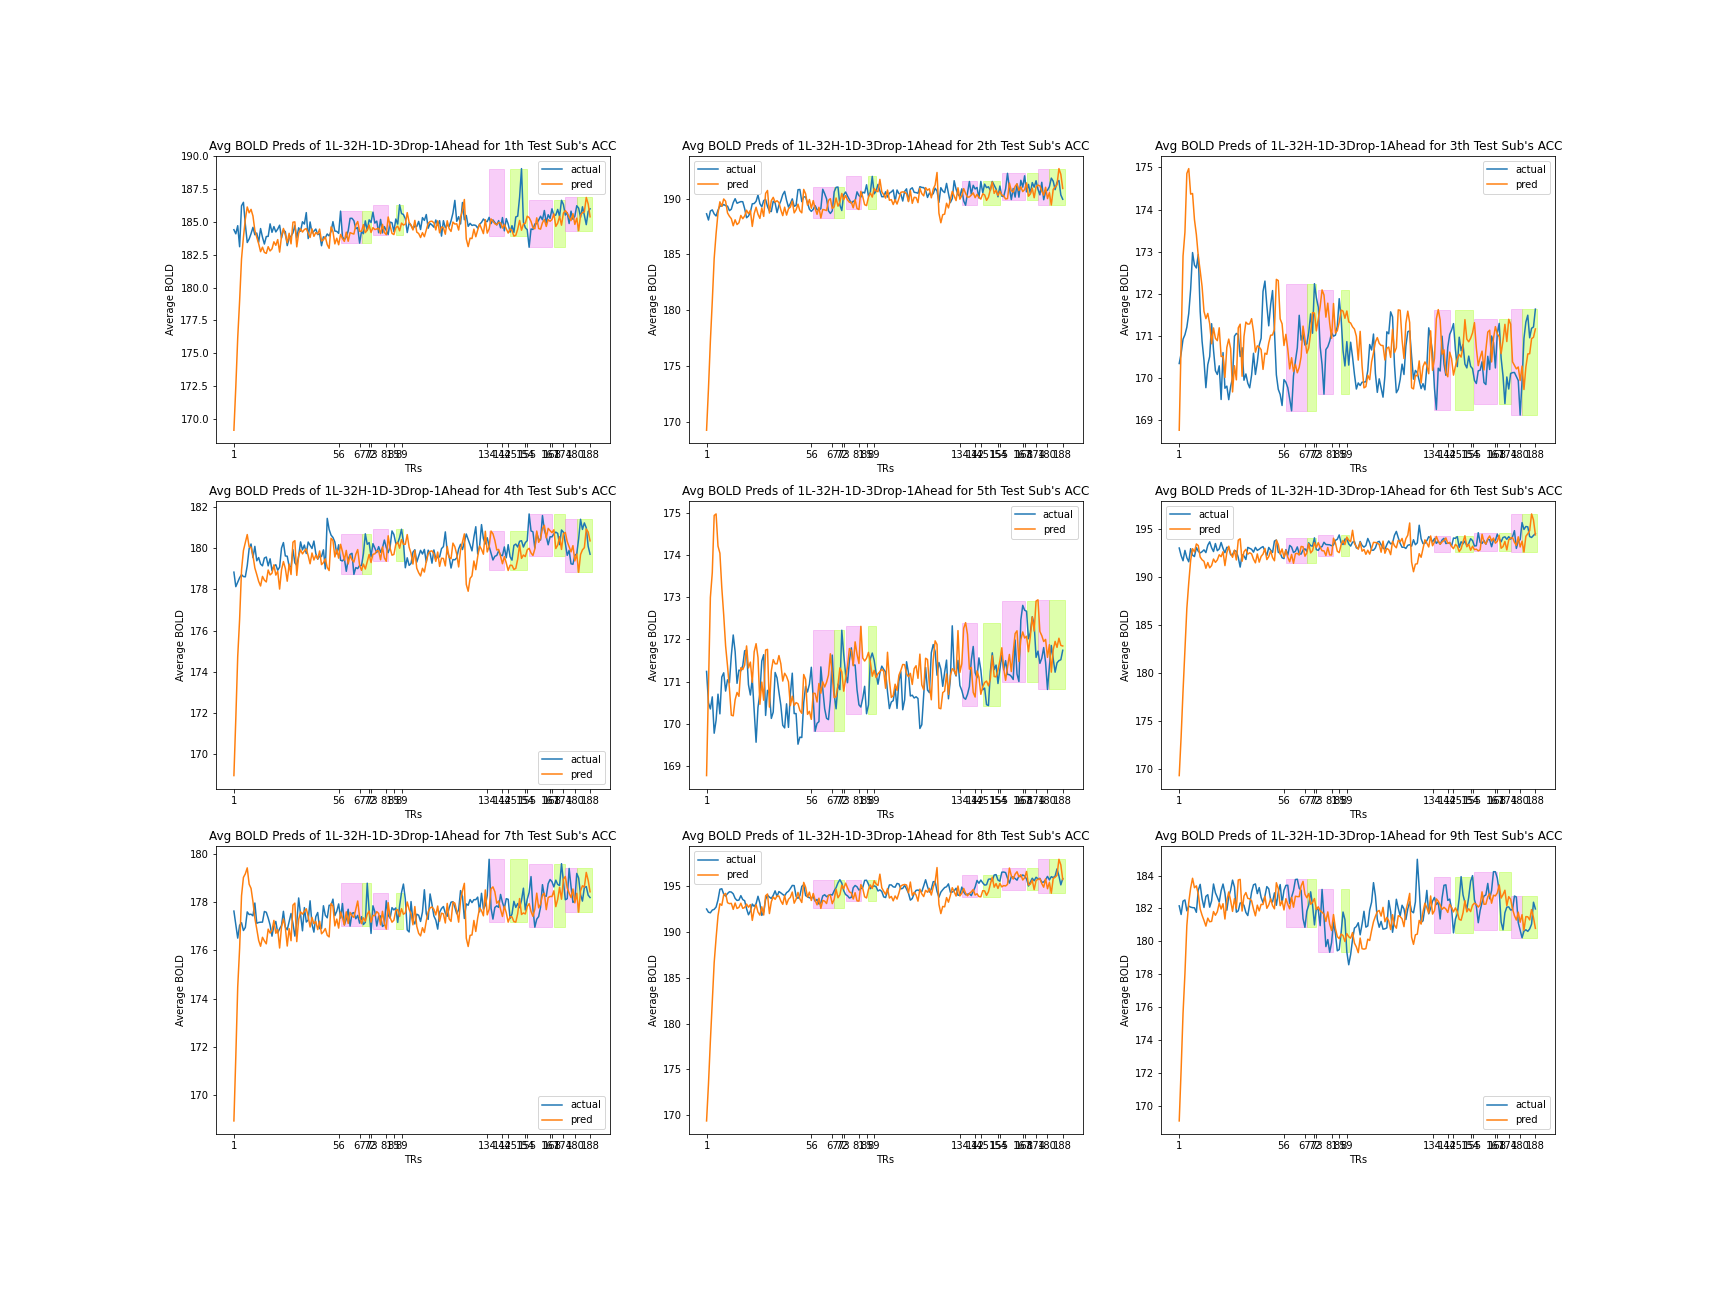 Avg BOLD Preds of 1L-32H-1D-3Drop-1Ahead for 1th Test Sub's ACC
190.0
187.5
185.0
182.5
180.0
177.5
175.0
172.5
170.0
Average BOLD
actual
pred
1 56
188
TRs
Avg BOLD Preds of 1L-32H-1D-3Drop-1Ahead for 2th Test Sub's ACC
190
185
180
175
170
Average BOLD
actual
pred
1 56
188
TRs
Avg BOLD Preds of 1L-32H-1D-3Drop-1Ahead for 3th Test Sub's ACC
175
174
173
172
171
170
169
Average BOLD
actual
pred
1 56
188
TRs
Avg BOLD Preds of 1L-32H-1D-3Drop-1Ahead for 4th Test Sub's ACC
182
180
178
176
174
172
170
Average BOLD
actual
pred
1 56
188
TRs
Avg BOLD Preds of 1L-32H-1D-3Drop-1Ahead for 5th Test Sub's ACC
175
174
173
172
171
170
169
Average BOLD
actual
pred
1 56
188
TRs
Avg BOLD Preds of 1L-32H-1D-3Drop-1Ahead for 6th Test Sub's ACC
195
190
185
180
175
170
Average BOLD
actual
pred
1 56
188
TRs
Avg BOLD Preds of 1L-32H-1D-3Drop-1Ahead for 7th Test Sub's ACC
180
178
176
174
172
170
Average BOLD
actual
pred
1 56
188
TRs
Avg BOLD Preds of 1L-32H-1D-3Drop-1Ahead for 8th Test Sub's ACC
195
190
185
180
175
170
Average BOLD
actual
pred
1 56
188
TRs
Avg BOLD Preds of 1L-32H-1D-3Drop-1Ahead for 9th Test Sub's ACC
184
182
180
178
176
174
172
170
Average BOLD
actual
pred
1 56
188
TRs